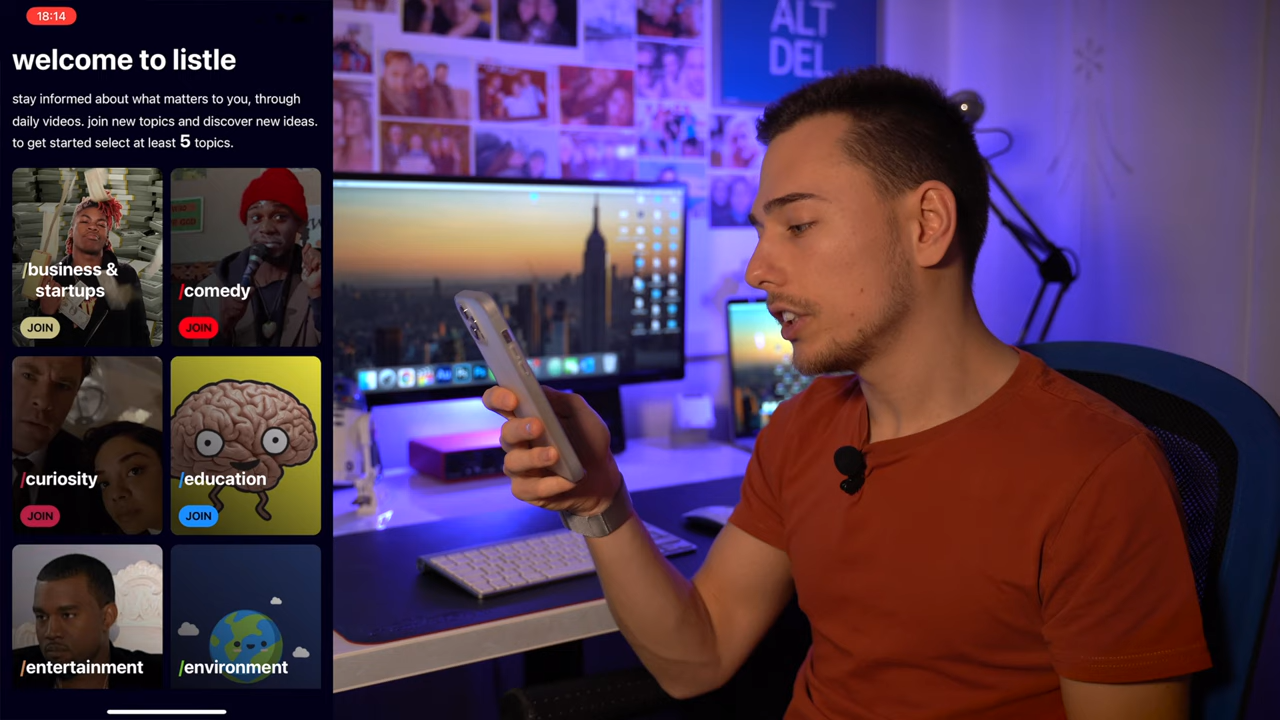 18:14
welcome to listle
stay informed about what matters to you, through
daily videos. join new topics and discover new ideas.
to get started select at least 5 topics.
/business &
startups
JOIN
/comedy
JOIN
/curiosity
JOIN
/education
JOIN
/entertainment
/environment
ALT
DEL